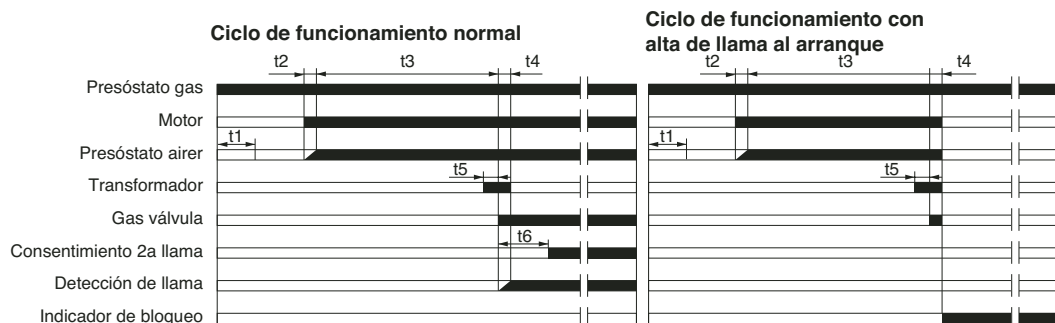 Ciclo de funcionamiento normal
Ciclo de funcionamiento con
alta de llama al arranque
t2 t3 t4
t2 t3 t4
Presóstato gas
Motor
t1
t1
Presóstato airer
t5
t5
Transformador
Gas válvula
t6
Consentimiento 2a llama
Detección de llama
Indicador de bloqueo